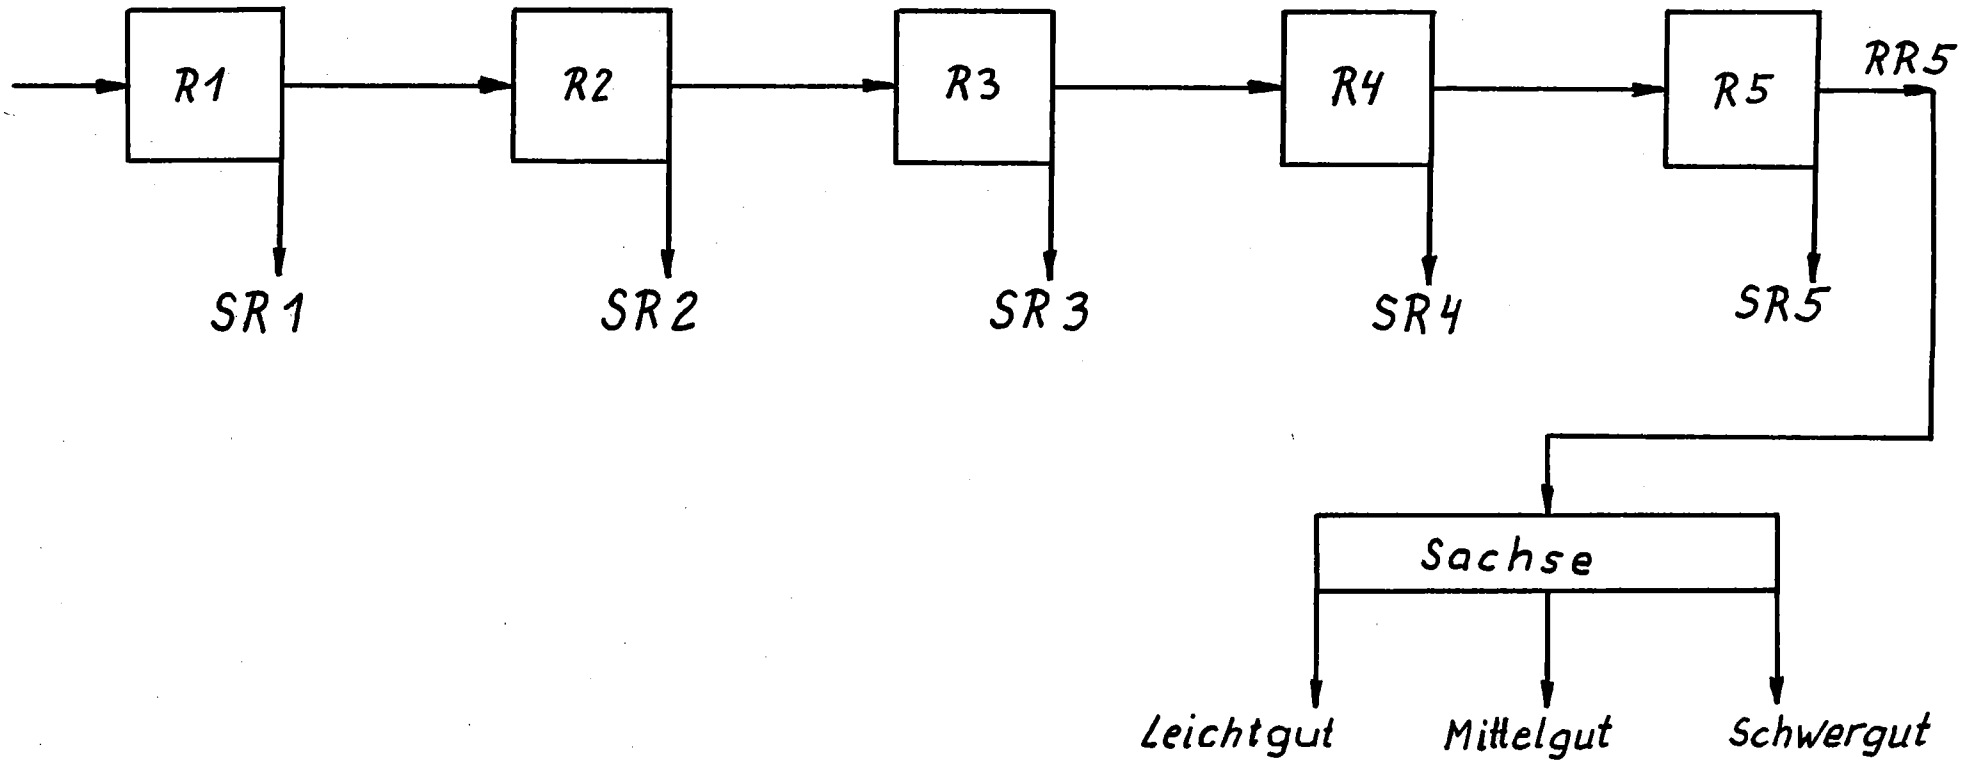 R1
R2
R3
R4
R5
RR5
SR1
SR2
SR3
SR4
SR5
Sachse
Leichtgut
Mittelgut
Schwergut